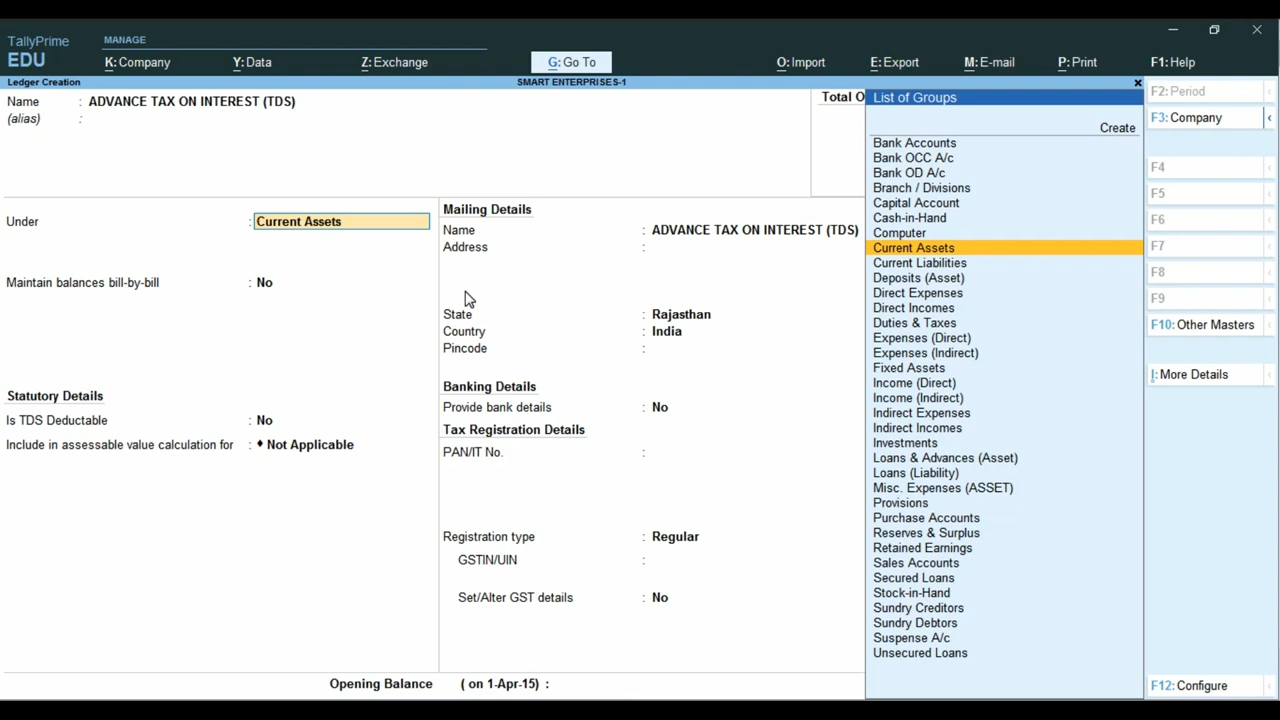 TallyPrime
EDU
MANAGE
K: Company
Y: Data
Z: Exchange
G: Go To
O: Import
E: Export
M: E-mail
P: Print
F1: Help
Ledger Creation
SMART ENTERPRISES-1
Name : ADVANCE TAX ON INTEREST (TDS)
(alias) :
Total O
Under : Current Assets
Maintain balances bill-by-bill : No
Statutory Details
Is TDS Deductable : No
Include in assessable value calculation for : ♦ Not Applicable
Mailing Details
Name : ADVANCE TAX ON INTEREST (TDS)
Address :
State : Rajasthan
Country : India
Pincode :
Banking Details
Provide bank details : No
Tax Registration Details
PAN/IT No. :
Registration type : Regular
GSTIN/UIN :
Set/Alter GST details : No
Opening Balance ( on 1-Apr-15) :
List of Groups
Create
Bank Accounts
Bank OCC A/c
Bank OD A/c
Branch / Divisions
Capital Account
Cash-in-Hand
Computer
Current Assets
Current Liabilities
Deposits (Asset)
Direct Expenses
Direct Incomes
Duties & Taxes
Expenses (Direct)
Expenses (Indirect)
Fixed Assets
Income (Direct)
Income (Indirect)
Indirect Expenses
Indirect Incomes
Investments
Loans & Advances (Asset)
Loans (Liability)
Misc. Expenses (ASSET)
Provisions
Purchase Accounts
Reserves & Surplus
Retained Earnings
Sales Accounts
Secured Loans
Stock-in-Hand
Sundry Creditors
Sundry Debtors
Suspense A/c
Unsecured Loans
F2: Period
F3: Company
F4
F5
F6
F7
F8
F9
F10: Other Masters
I: More Details
F12: Configure